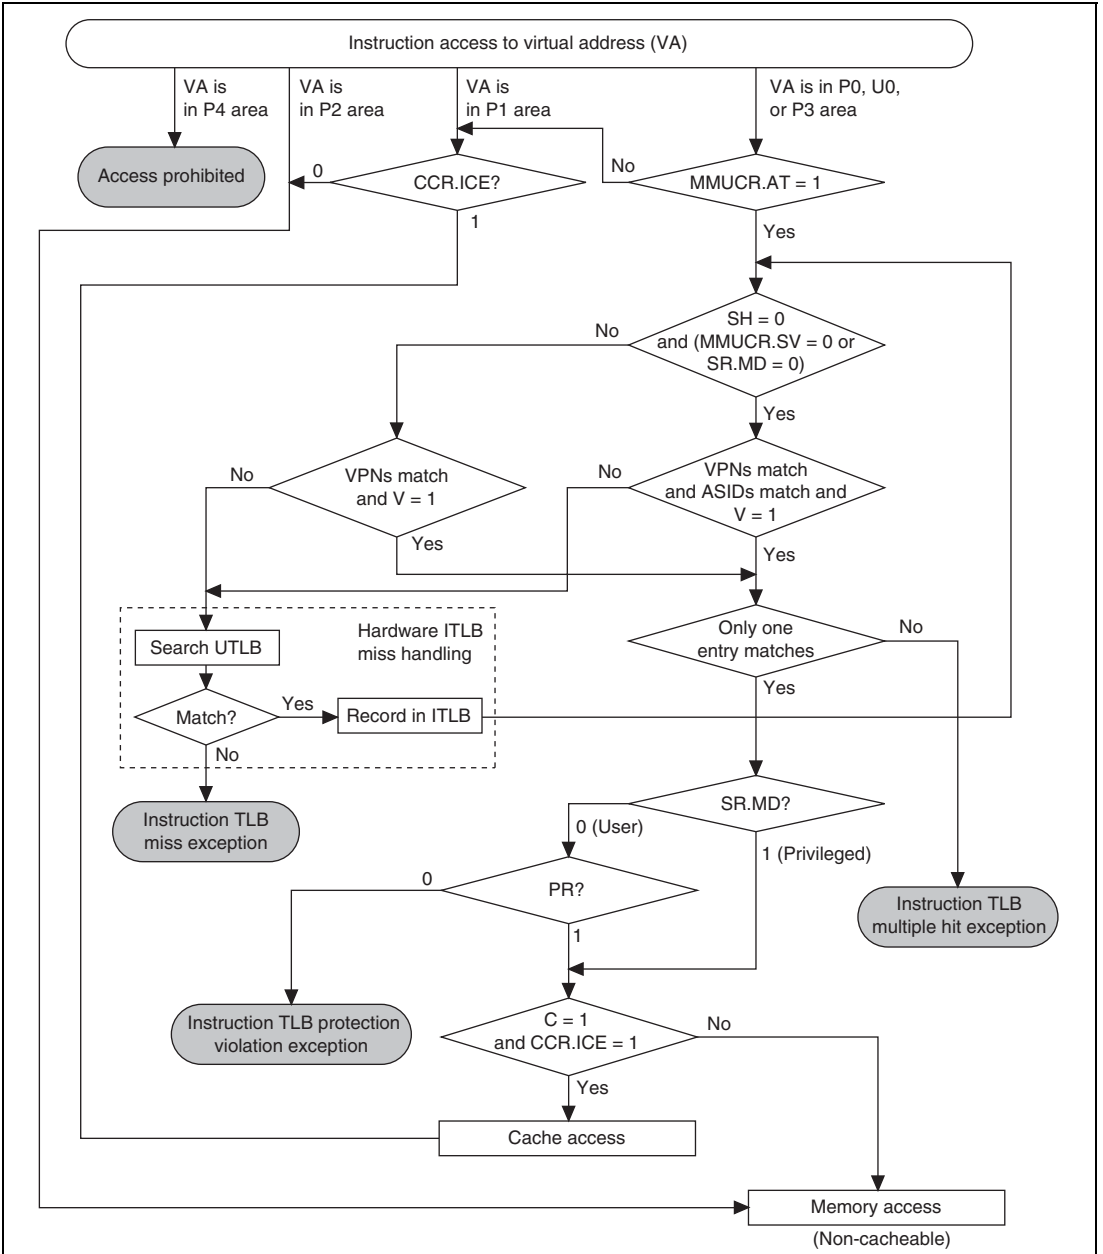 Instruction access to virtual address (VA)
VA is
in P4 area
VA is
in P2 area
VA is
in P1 area
VA is in P0, U0,
or P3 area
Access prohibited
0
CCR.ICE?
No
MMUCR.AT = 1
1
Yes
No
SH = 0
and (MMUCR.SV = 0 or
SR.MD = 0)
Yes
No
VPNs match
and V = 1
No
VPNs match
and ASIDs match and
V = 1
Yes
Yes
Hardware ITLB
miss handling
Search UTLB
Only one
entry matches
No
Yes
Match?
Yes
Record in ITLB
No
SR.MD?
Instruction TLB
miss exception
0 (User)
1 (Privileged)
0
PR?
Instruction TLB
multiple hit exception
1
Instruction TLB protection
violation exception
C = 1
and CCR.ICE = 1
No
Yes
Cache access
Memory access
(Non-cacheable)